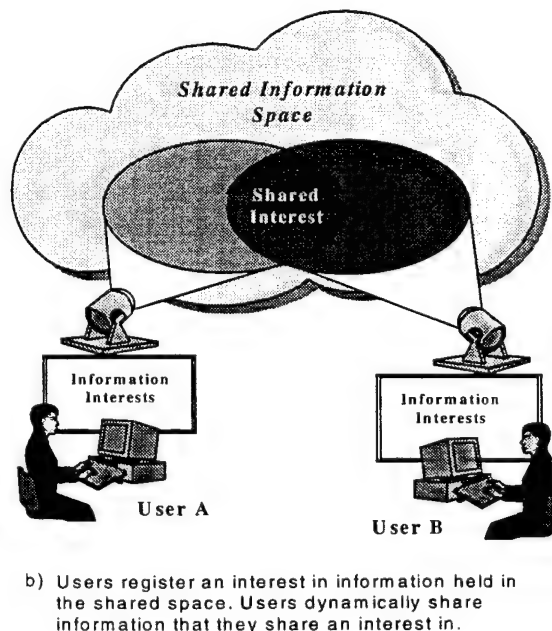 Shared Information
Space
Shared
Interest
Information
Interests
User A
Information
Interests
User B
b) Users register an interest in information held in
the shared space. Users dynamically share
information that they share an interest in.